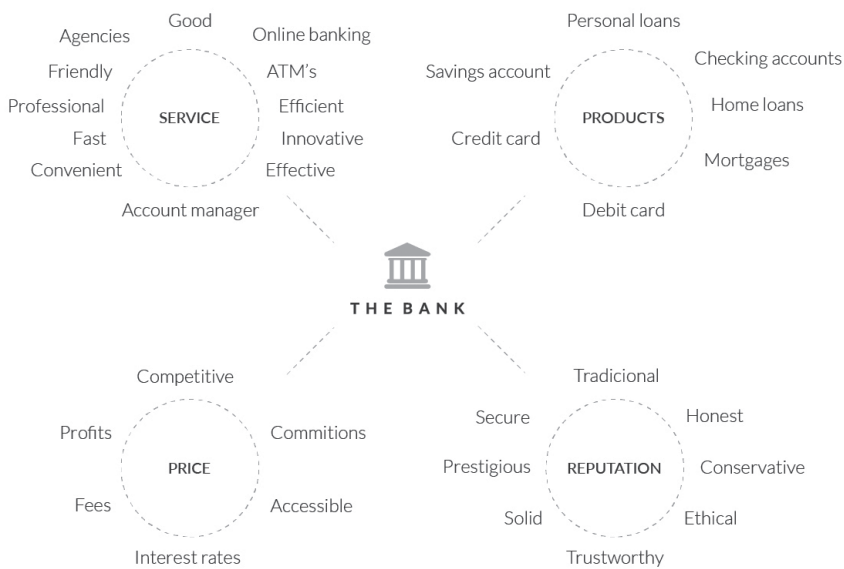 Good
Agencies
Online banking
Friendly
ATM's
Professional
SERVICE
Efficient
Fast
Innovative
Convenient
Effective
Account manager
Personal loans
Savings account
Checking accounts
PRODUCTS
Home loans
Credit card
Mortgages
Debit card
THE BANK
Competitive
Profits
Commitions
PRICE
Fees
Accessible
Interest rates
Tradicional
Secure
Honest
Prestigious
REPUTATION
Conservative
Solid
Ethical
Trustworthy